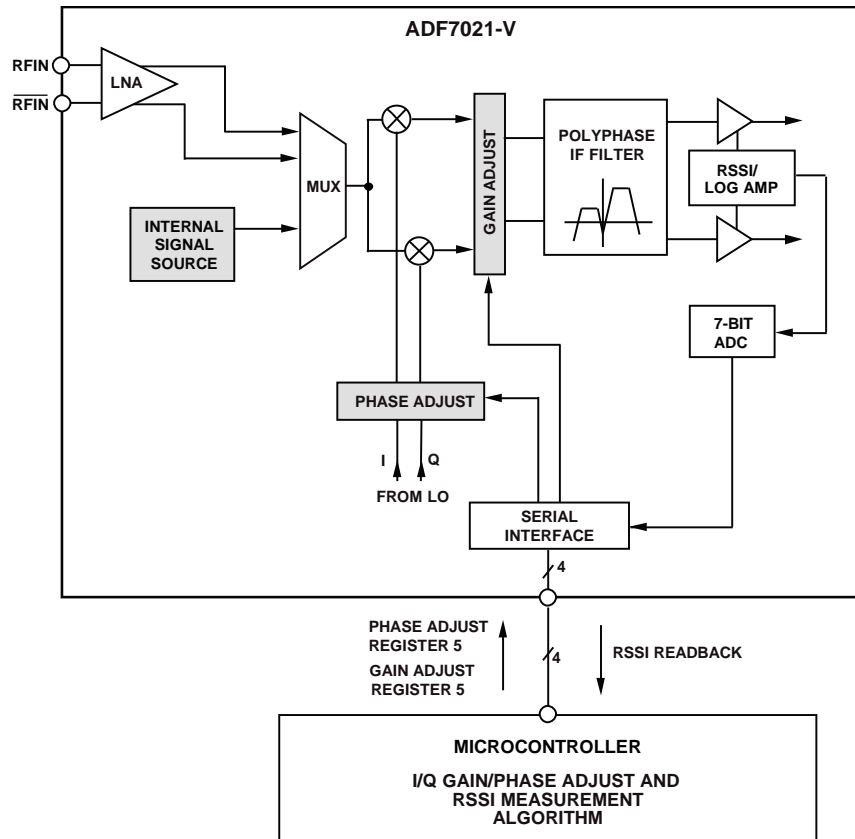 ADF7021-V
RFIN
RFIN
LNA
MUX
INTERNAL
SIGNAL
SOURCE
GAIN ADJUST
POLYPHASE
IF FILTER
RSSI/
LOG AMP
7-BIT
ADC
PHASE ADJUST
I
Q
FROM LO
SERIAL
INTERFACE
4
PHASE ADJUST
REGISTER 5
GAIN ADJUST
REGISTER 5
4
RSSI READBACK
MICROCONTROLLER
I/Q GAIN/PHASE ADJUST AND
RSSI MEASUREMENT
ALGORITHM